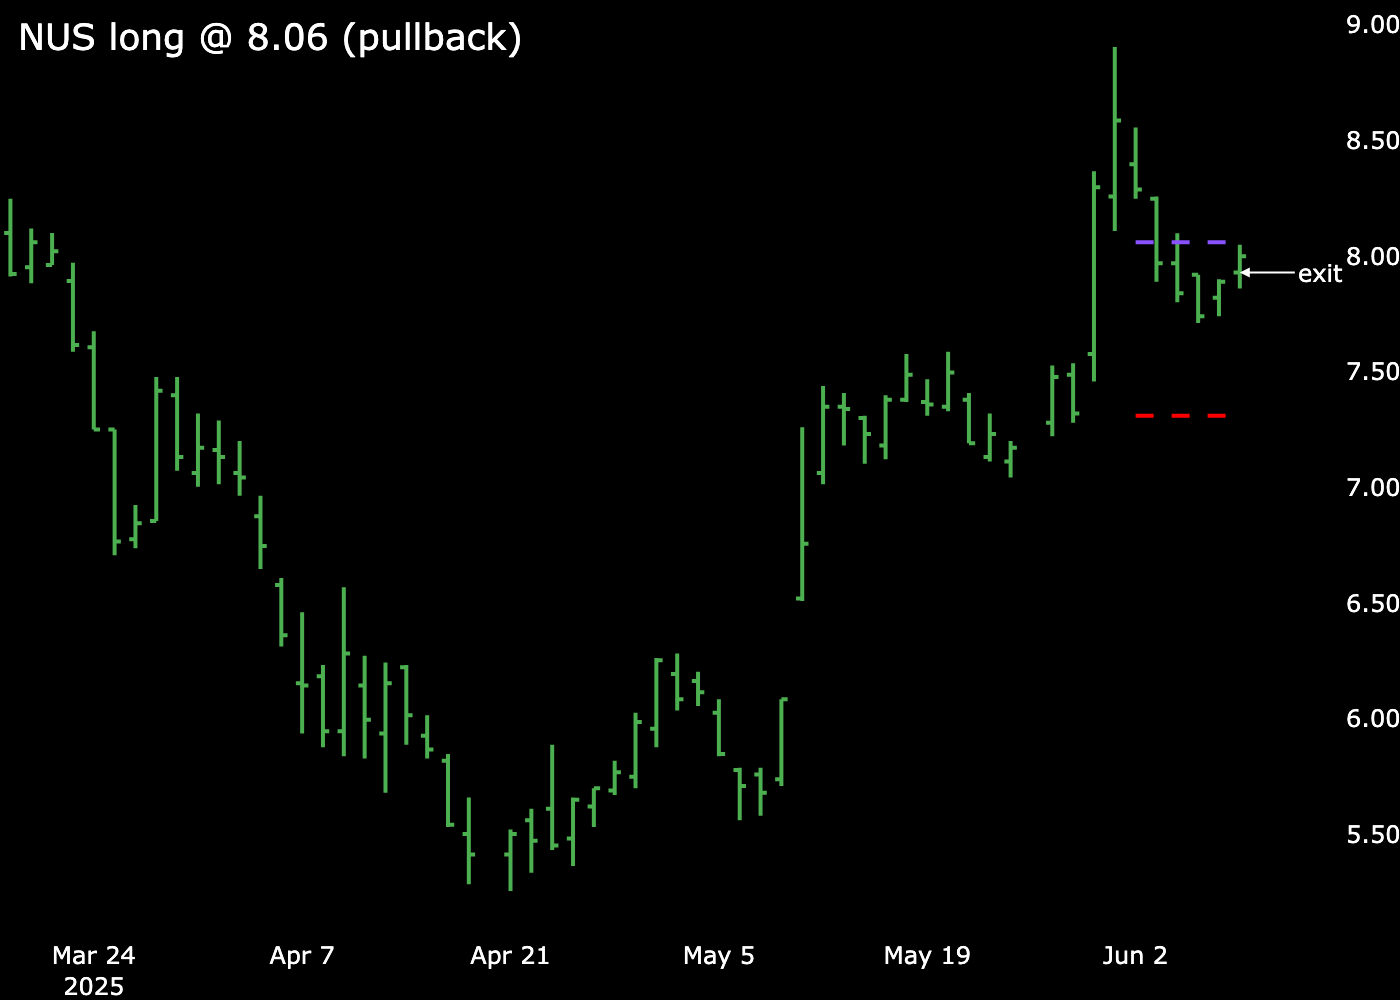 NUS long @ 8.06 (pullback)
9.00
8.50
8.00
exit
7.50
7.00
6.50
6.00
5.50
Mar 24
2025
Apr 7
Apr 21
May 5
May 19
Jun 2